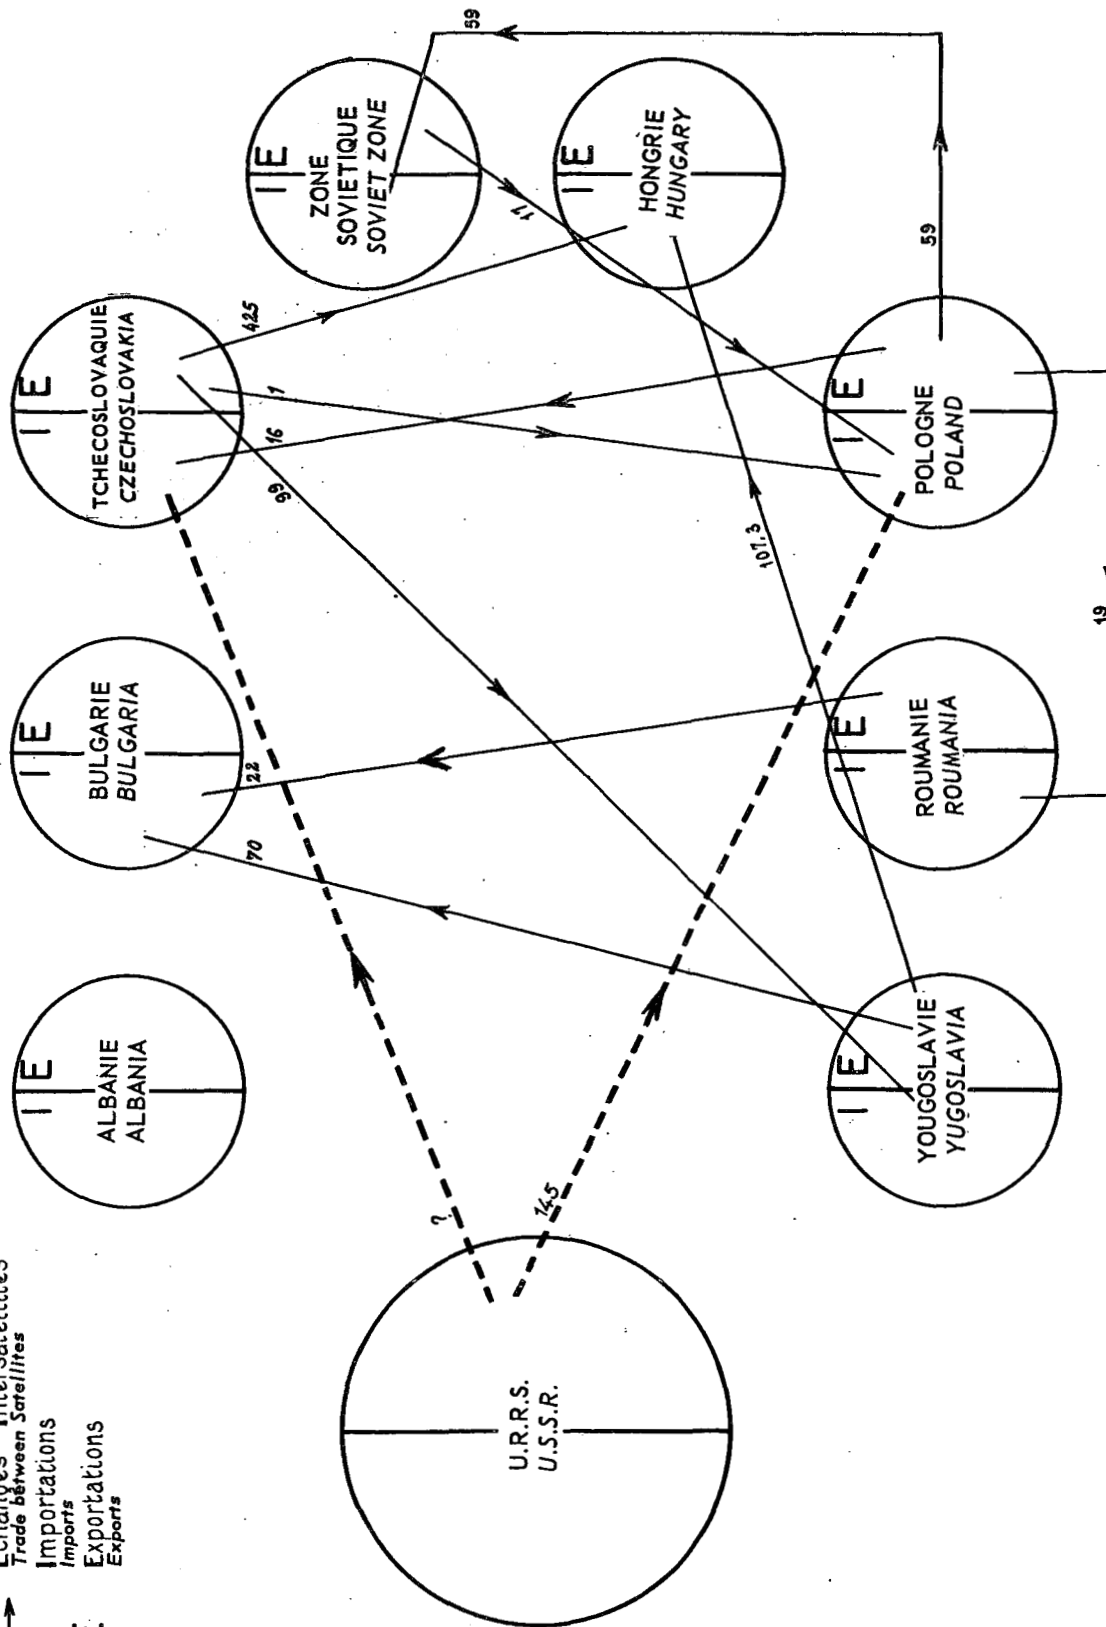 Trade between Satellites
Importations
Imports
Exportations
Exports
U.R.R.S.
U.S.S.R.
?
145
I E
ALBANIE
ALBANIA
I E
BULGARIE
BULGARIA
I E
TCHECOSLOVAQUIE
CZECHOSLOVAKIA
I E
ZONE
SOVIETIQUE
SOVIET ZONE
I E
HONGRIE
HUNGARY
I E
YOUGOSLAVIE
YUGOSLAVIA
I E
ROUMANIE
ROUMANIA
I E
POLOGNE
POLAND
70
22
99
16
1
425
17
59
59
107.3
19